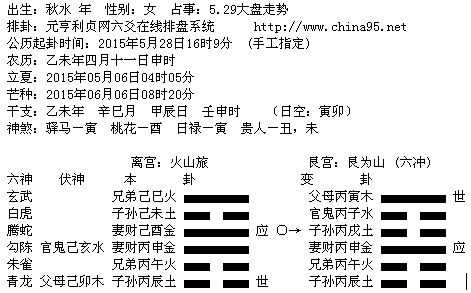 出生：秋水 年  性别：女  占事：5.29大盘走势
排卦：元亨利贞网六爻在线排盘系统      http://www.china95.net
公历起卦时间：2015年5月28日16时9分  (手工指定)
农历：乙未年四月十一日申时
立夏：2015年05月06日04时05分
芒种：2015年06月06日08时20分
干支：乙未年  辛巳月  甲辰日  壬申时    （日空：寅卯）
神煞：驿马—寅  桃花—酉  日禄—寅  贵人—丑，未
离宫：火山旅          艮宫：艮为山 (六冲)
六神    伏神        本    卦              变    卦
玄武              兄弟己巳火              父母丙寅木      世
白虎              子孙己未土              官鬼丙子水
腾蛇              妻财己酉金      应 ○→ 子孙丙戌土
勾陈  官鬼己亥水  妻财丙申金              妻财丙申金      应
朱雀              兄弟丙午火              兄弟丙午火
青龙  父母己卯木  子孙丙辰土      世      子孙丙辰土